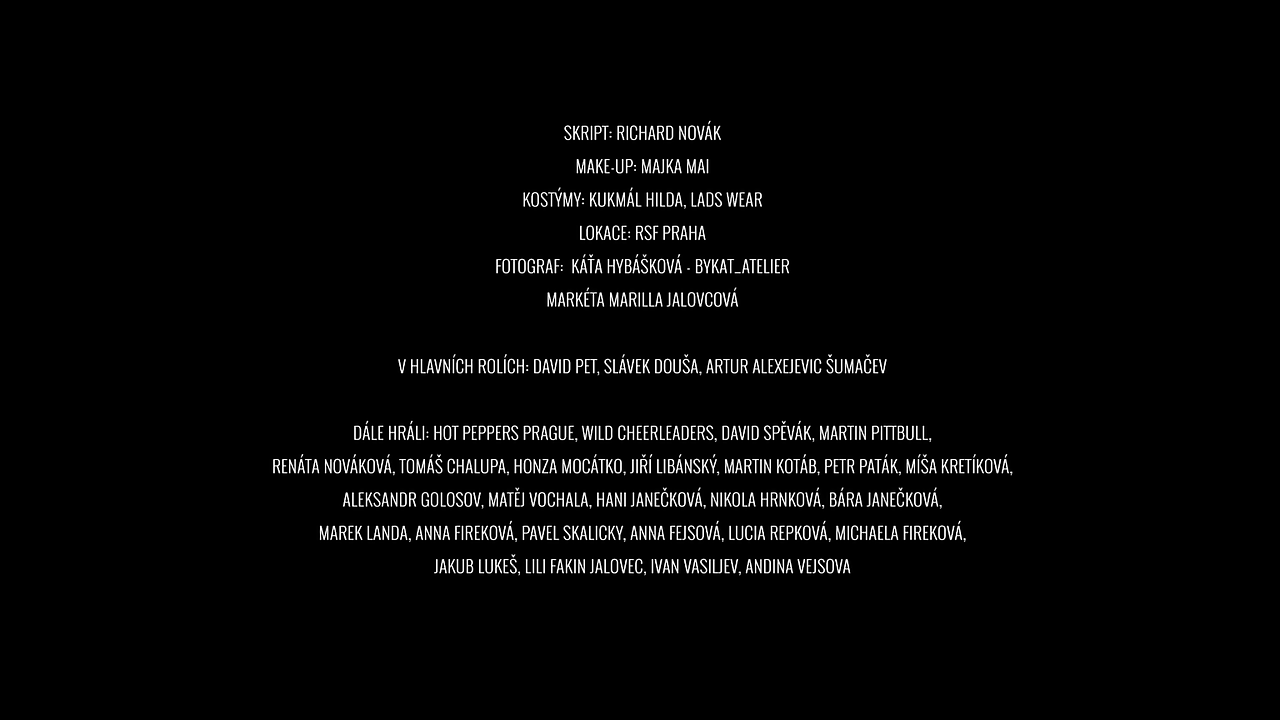 SKRIPT: RICHARD NOVÁK
MAKE-UP: MAJKA MAI
KOSTÝMY: KUKMÁL HILDA, LADS WEAR
LOKACE: RSF PRAHA
FOTOGRAF: KÁŤA HYBÁŠKOVÁ - BYKAT_ATELIER
MARKÉTA MARILLA JALOVCOVÁ
V HLAVNÍCH ROLÍCH: DAVID PET, SLÁVEK DOUŠA, ARTUR ALEXEJEVIC ŠUMAČEV
DÁLE HRÁLI: HOT PEPPERS PRAGUE, WILD CHEERLEADERS, DAVID SPĚVÁK, MARTIN PITTBULL,
RENÁTA NOVÁKOVÁ, TOMÁŠ CHALUPA, HONZA MOCÁTKO, JIŘÍ LIBÁNSKÝ, MARTIN KOTÁB, PETR PATÁK, MÍŠA KRETÍKOVÁ,
ALEKSANDR GOLOSOV, MATĚJ VOCHALA, HANI JANEČKOVÁ, NIKOLA HRNKOVÁ, BÁRA JANEČKOVÁ,
MAREK LANDA, ANNA FIREKOVÁ, PAVEL SKALICKY, ANNA FEJSOVÁ, LUCIA REPKOVÁ, MICHAELA FIREKOVÁ,
JAKUB LUKEŠ, LILI FAKIN JALOVEC, IVAN VASILJEV, ANDINA VEJSOVA